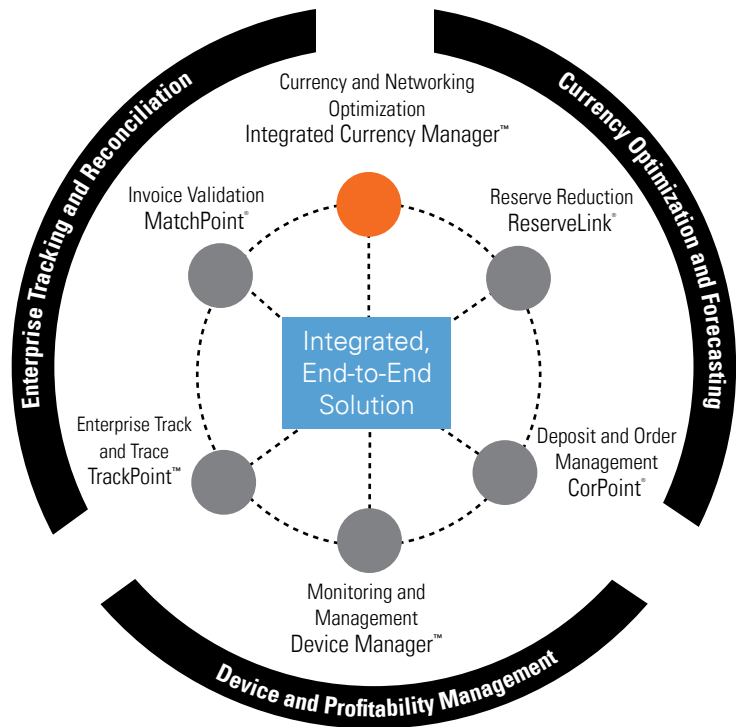 Enterprise Tracking and Reconciliation
Currency Optimization and Forecasting
Currency and Networking
Optimization
Integrated Currency Manager™
Invoice Validation
MatchPoint®
Reserve Reduction
ReserveLink®
Integrated,
End-to-End
Solution
Enterprise Track
and Trace
TrackPoint™
Deposit and Order
Management
CorPoint®
Monitoring and
Management
Device Manager™
Device and Profitability Management